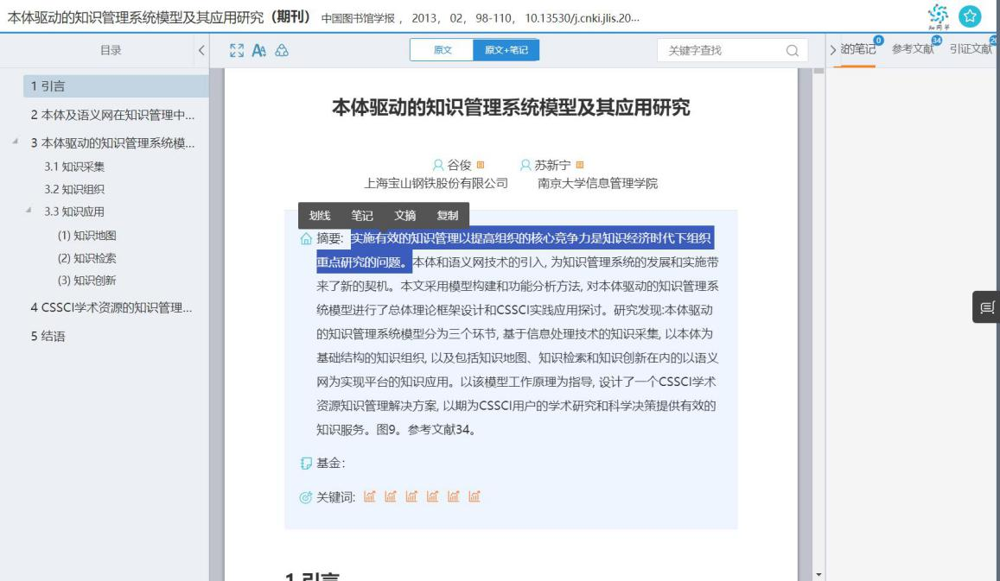 本体驱动的知识管理系统模型及其应用研究（期刊） 中国图书馆学报， 2013， 02， 98-110， 10.13530/j.cnki.jlis.20...
知网节
目录
原文
原文+笔记
关键字查找
的笔记 0
参考文献 34
引证文献
1 引言
2 本体及语义网在知识管理中...
3 本体驱动的知识管理系统模...
3.1 知识采集
3.2 知识组织
3.3 知识应用
(1) 知识地图
(2) 知识检索
(3) 知识创新
4 CSSCI学术资源的知识管理...
5 结语
本体驱动的知识管理系统模型及其应用研究
谷俊 苏新宁
上海宝山钢铁股份有限公司 南京大学信息管理学院
划线 笔记 文摘 复制
摘要: 实施有效的知识管理以提高组织的核心竞争力是知识经济时代下组织
重点研究的问题。本体和语义网技术的引入, 为知识管理系统的发展和实施带
来了新的契机。本文采用模型构建和功能分析方法, 对本体驱动的知识管理系
统模型进行了总体理论框架设计和CSSCI实践应用探讨。研究发现:本体驱动
的知识管理系统模型分为三个环节, 基于信息处理技术的知识采集, 以本体为
基础结构的知识组织, 以及包括知识地图、知识检索和知识创新在内的以语义
网为实现平台的知识应用。以该模型工作原理为指导, 设计了一个CSSCI学术
资源知识管理解决方案, 以期为CSSCI用户的学术研究和科学决策提供有效的
知识服务。图9。参考文献34。
基金:
关键词:
1 引言